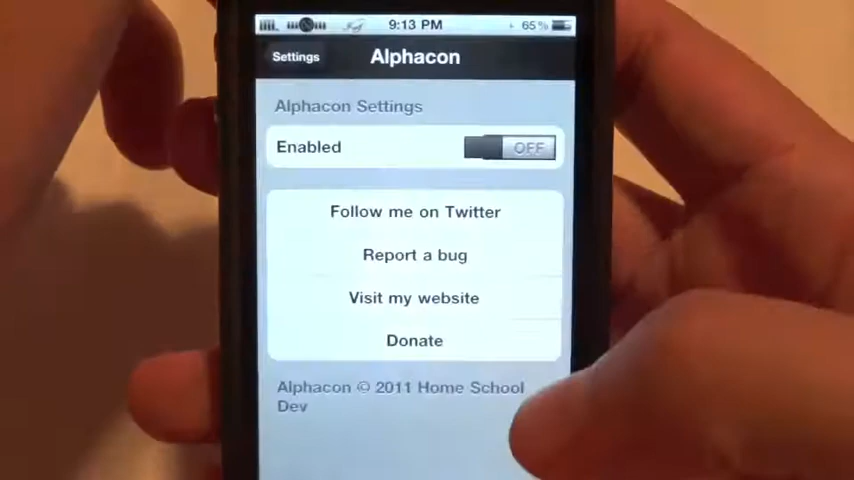 9:13 PM
65%
Settings
Alphacon
Alphacon Settings
Enabled
OFF
Follow me on Twitter
Report a bug
Visit my website
Donate
Alphacon © 2011 Home School
Dev